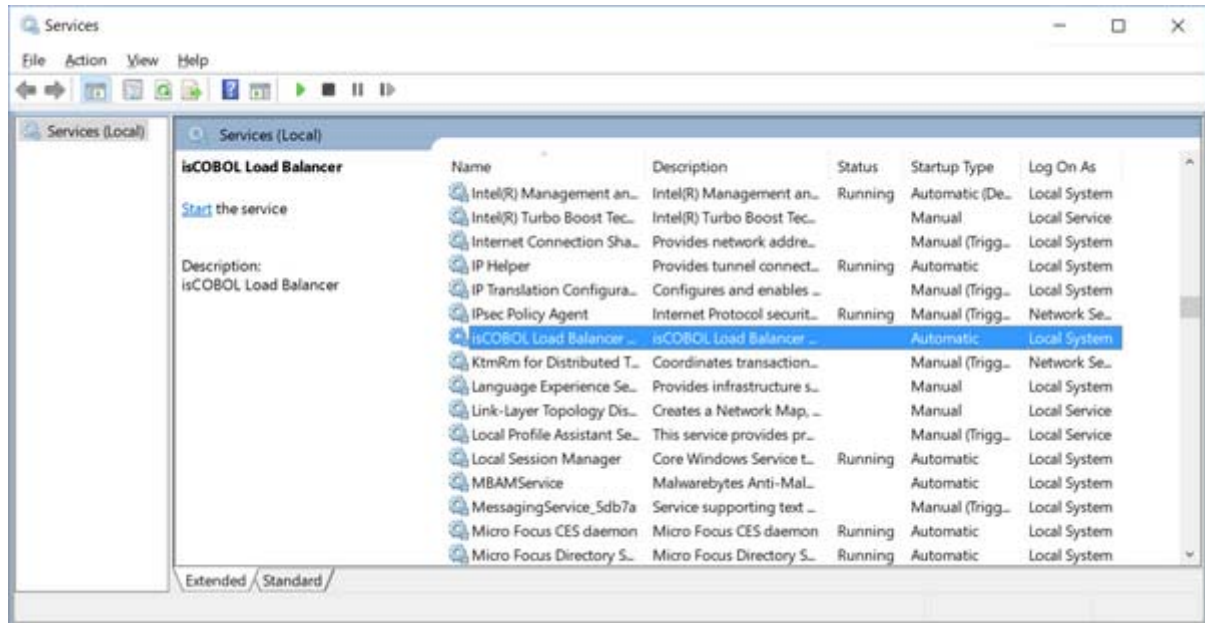 Services
File Action View Help
Services (Local)
Services (Local)
isCOBOL Load Balancer
Start the service
Description:
isCOBOL Load Balancer
Name Description Status Startup Type Log On As
Intel(R) Management an... Intel(R) Management an... Running Automatic (De... Local System
Intel(R) Turbo Boost Tec... Intel(R) Turbo Boost Tec... Manual Local Service
Internet Connection Sha... Provides network addre... Manual (Trigg... Local System
IP Helper Provides tunnel connect... Running Automatic Local System
IP Translation Configura... Configures and enables ... Manual (Trigg... Local System
IPsec Policy Agent Internet Protocol securit... Running Manual (Trigg... Network Se...
isCOBOL Load Balancer ... isCOBOL Load Balancer ... Automatic Local System
KtmRm for Distributed T... Coordinates transaction... Manual (Trigg... Network Se...
Language Experience Se... Provides infrastructure s... Manual Local System
Link-Layer Topology Dis... Creates a Network Map, ... Manual Local Service
Local Profile Assistant Se... This service provides pr... Manual (Trigg... Local Service
Local Session Manager Core Windows Service t... Running Automatic Local System
MBAMService Malwarebytes Anti-Mal... Automatic Local System
MessagingService_5db7a Service supporting text ... Manual (Trigg... Local System
Micro Focus CES daemon Micro Focus CES daemon Running Automatic Local System
Micro Focus Directory S... Micro Focus Directory S... Running Automatic Local System
Extended Standard